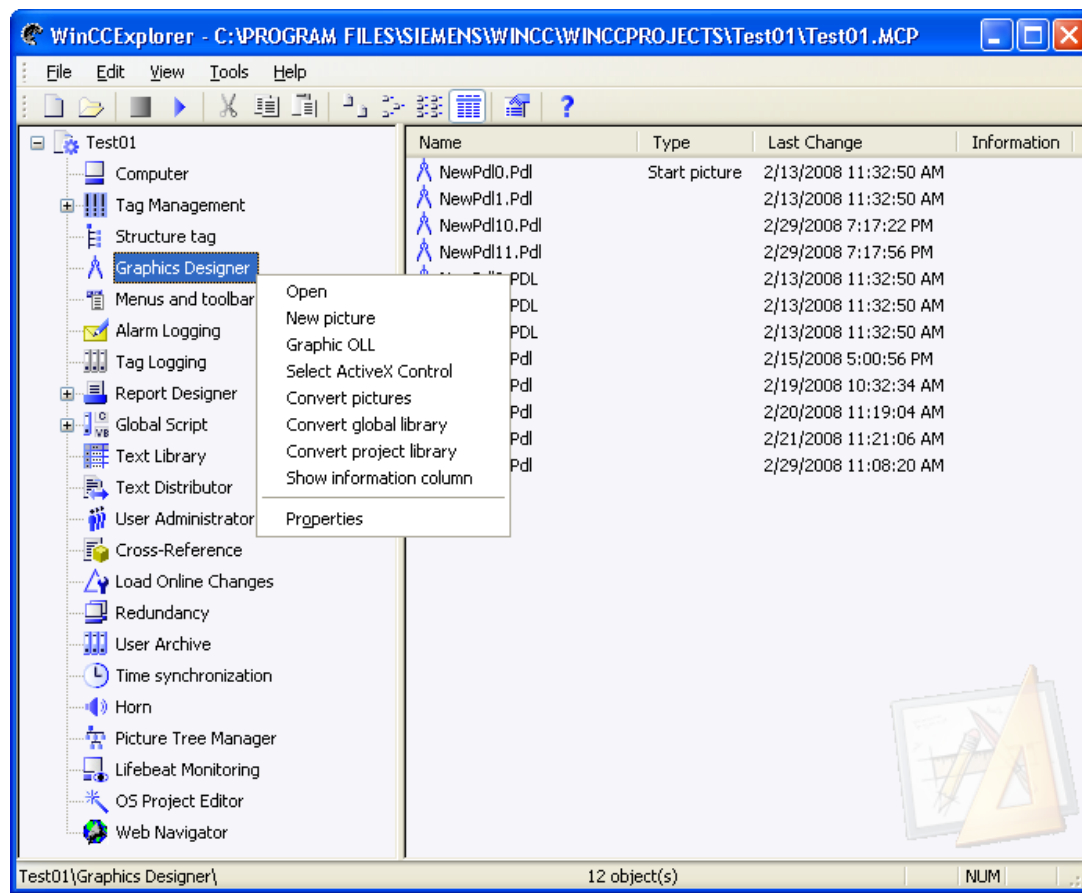 WinCCExplorer - C:\PROGRAM FILES\SIEMENS\WINCC\WINCCPROJECTS\Test01\Test01.MCP
File Edit View Tools Help
Test01
Computer
Tag Management
Structure tag
Graphics Designer
Menus and toolbar
Alarm Logging
Tag Logging
Report Designer
Global Script
Text Library
Text Distributor
User Administrator
Cross-Reference
Load Online Changes
Redundancy
User Archive
Time synchronization
Horn
Picture Tree Manager
Lifebeat Monitoring
OS Project Editor
Web Navigator
Open
New picture
Graphic OLL
Select ActiveX Control
Convert pictures
Convert global library
Convert project library
Show information column
Properties
Name Type Last Change Information
NewPdl0.Pdl Start picture 2/13/2008 11:32:50 AM
NewPdl1.Pdl 2/13/2008 11:32:50 AM
NewPdl10.Pdl 2/29/2008 7:17:22 PM
NewPdl11.Pdl 2/29/2008 7:17:56 PM
PDL 2/13/2008 11:32:50 AM
PDL 2/13/2008 11:32:50 AM
PDL 2/13/2008 11:32:50 AM
Pdl 2/15/2008 5:00:56 PM
Pdl 2/19/2008 10:32:34 AM
Pdl 2/20/2008 11:19:04 AM
Pdl 2/21/2008 11:21:06 AM
Pdl 2/29/2008 11:08:20 AM
Test01\Graphics Designer\ 12 object(s) NUM